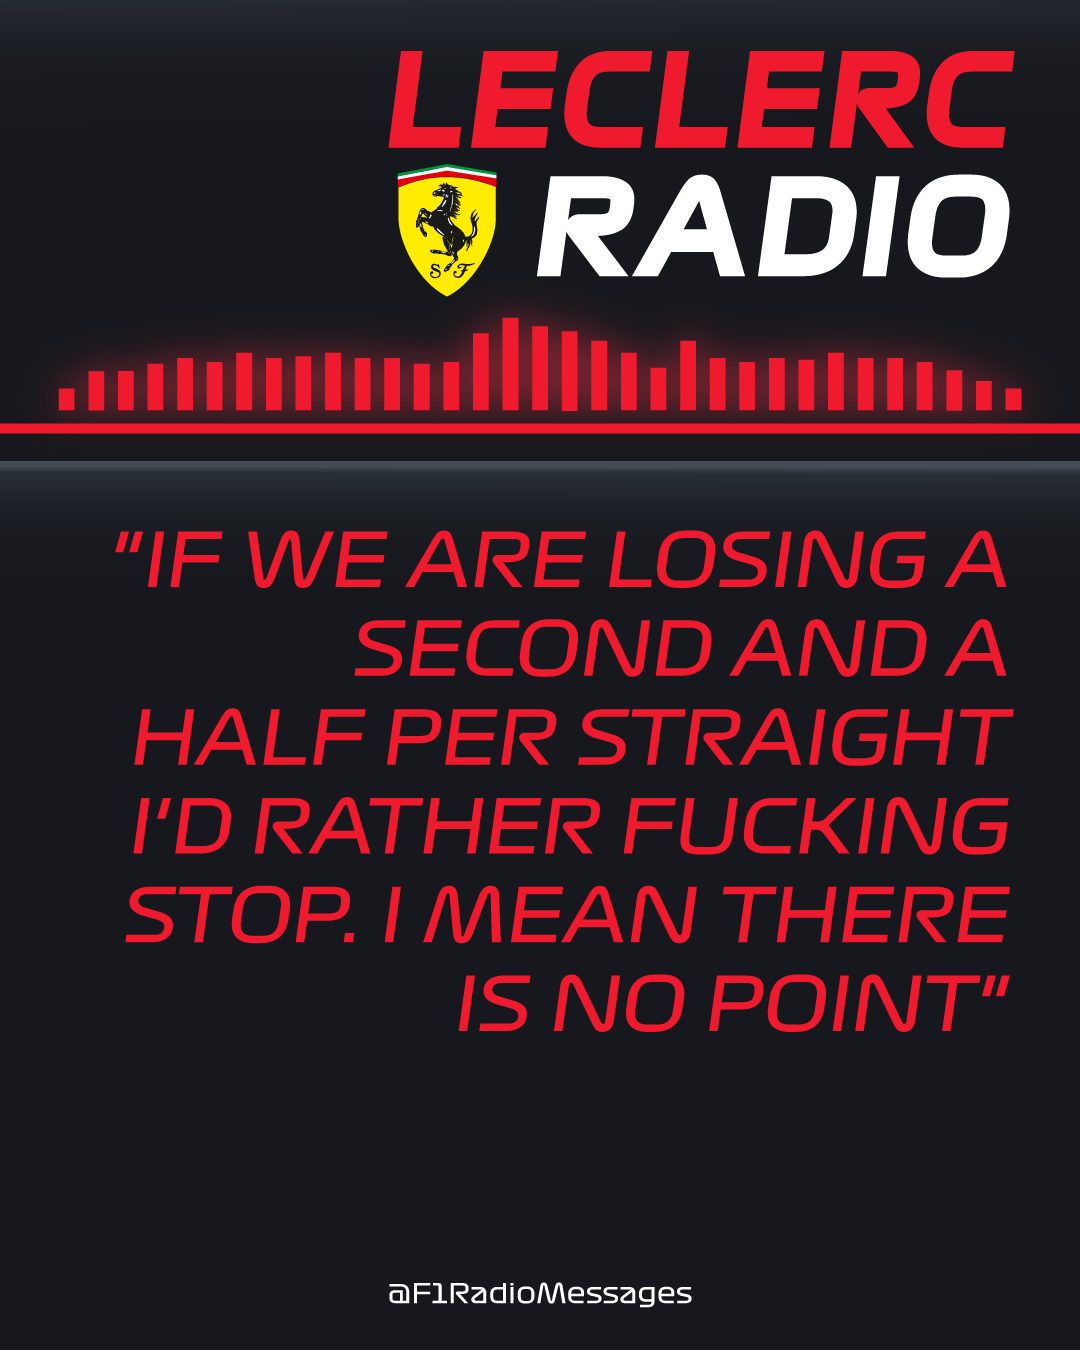 LECLERC
RADIO
S F
“IF WE ARE LOSING A
SECOND AND A
HALF PER STRAIGHT
I’D RATHER FUCKING
STOP. I MEAN THERE
IS NO POINT”
@F1RadioMessages